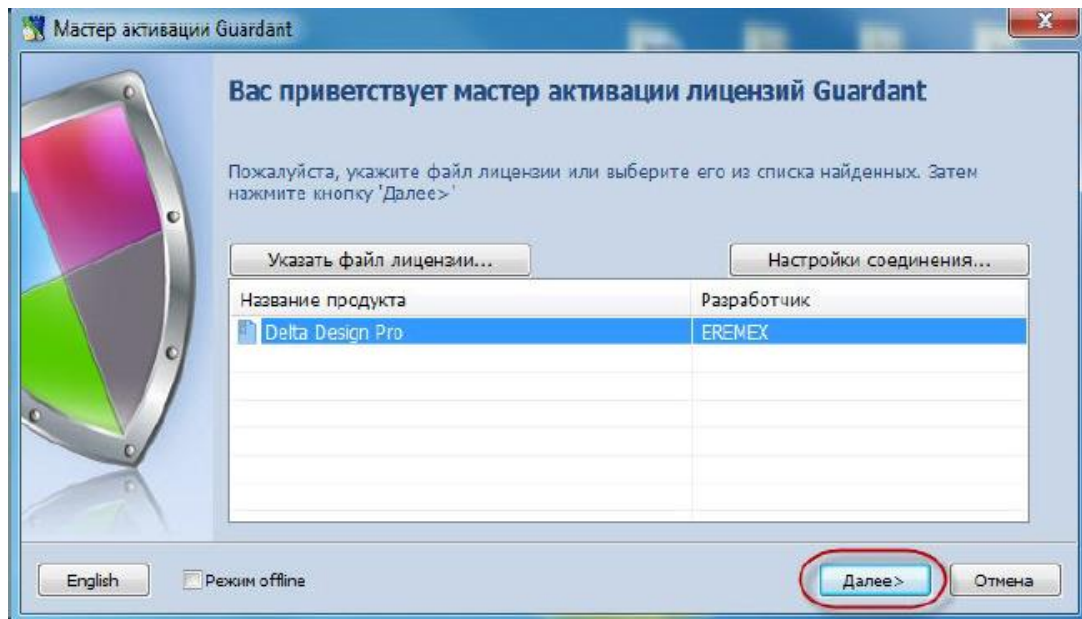 Мастер активации Guardant
Вас приветствует мастер активации лицензий Guardant
Пожалуйста, укажите файл лицензии или выберите его из списка найденных. Затем
нажмите кнопку 'Далее>'
Указать файл лицензии... Настройки соединения...
Название продукта Разработчик
Delta Design Pro EREMEX
English Режим offline Далее> Отмена